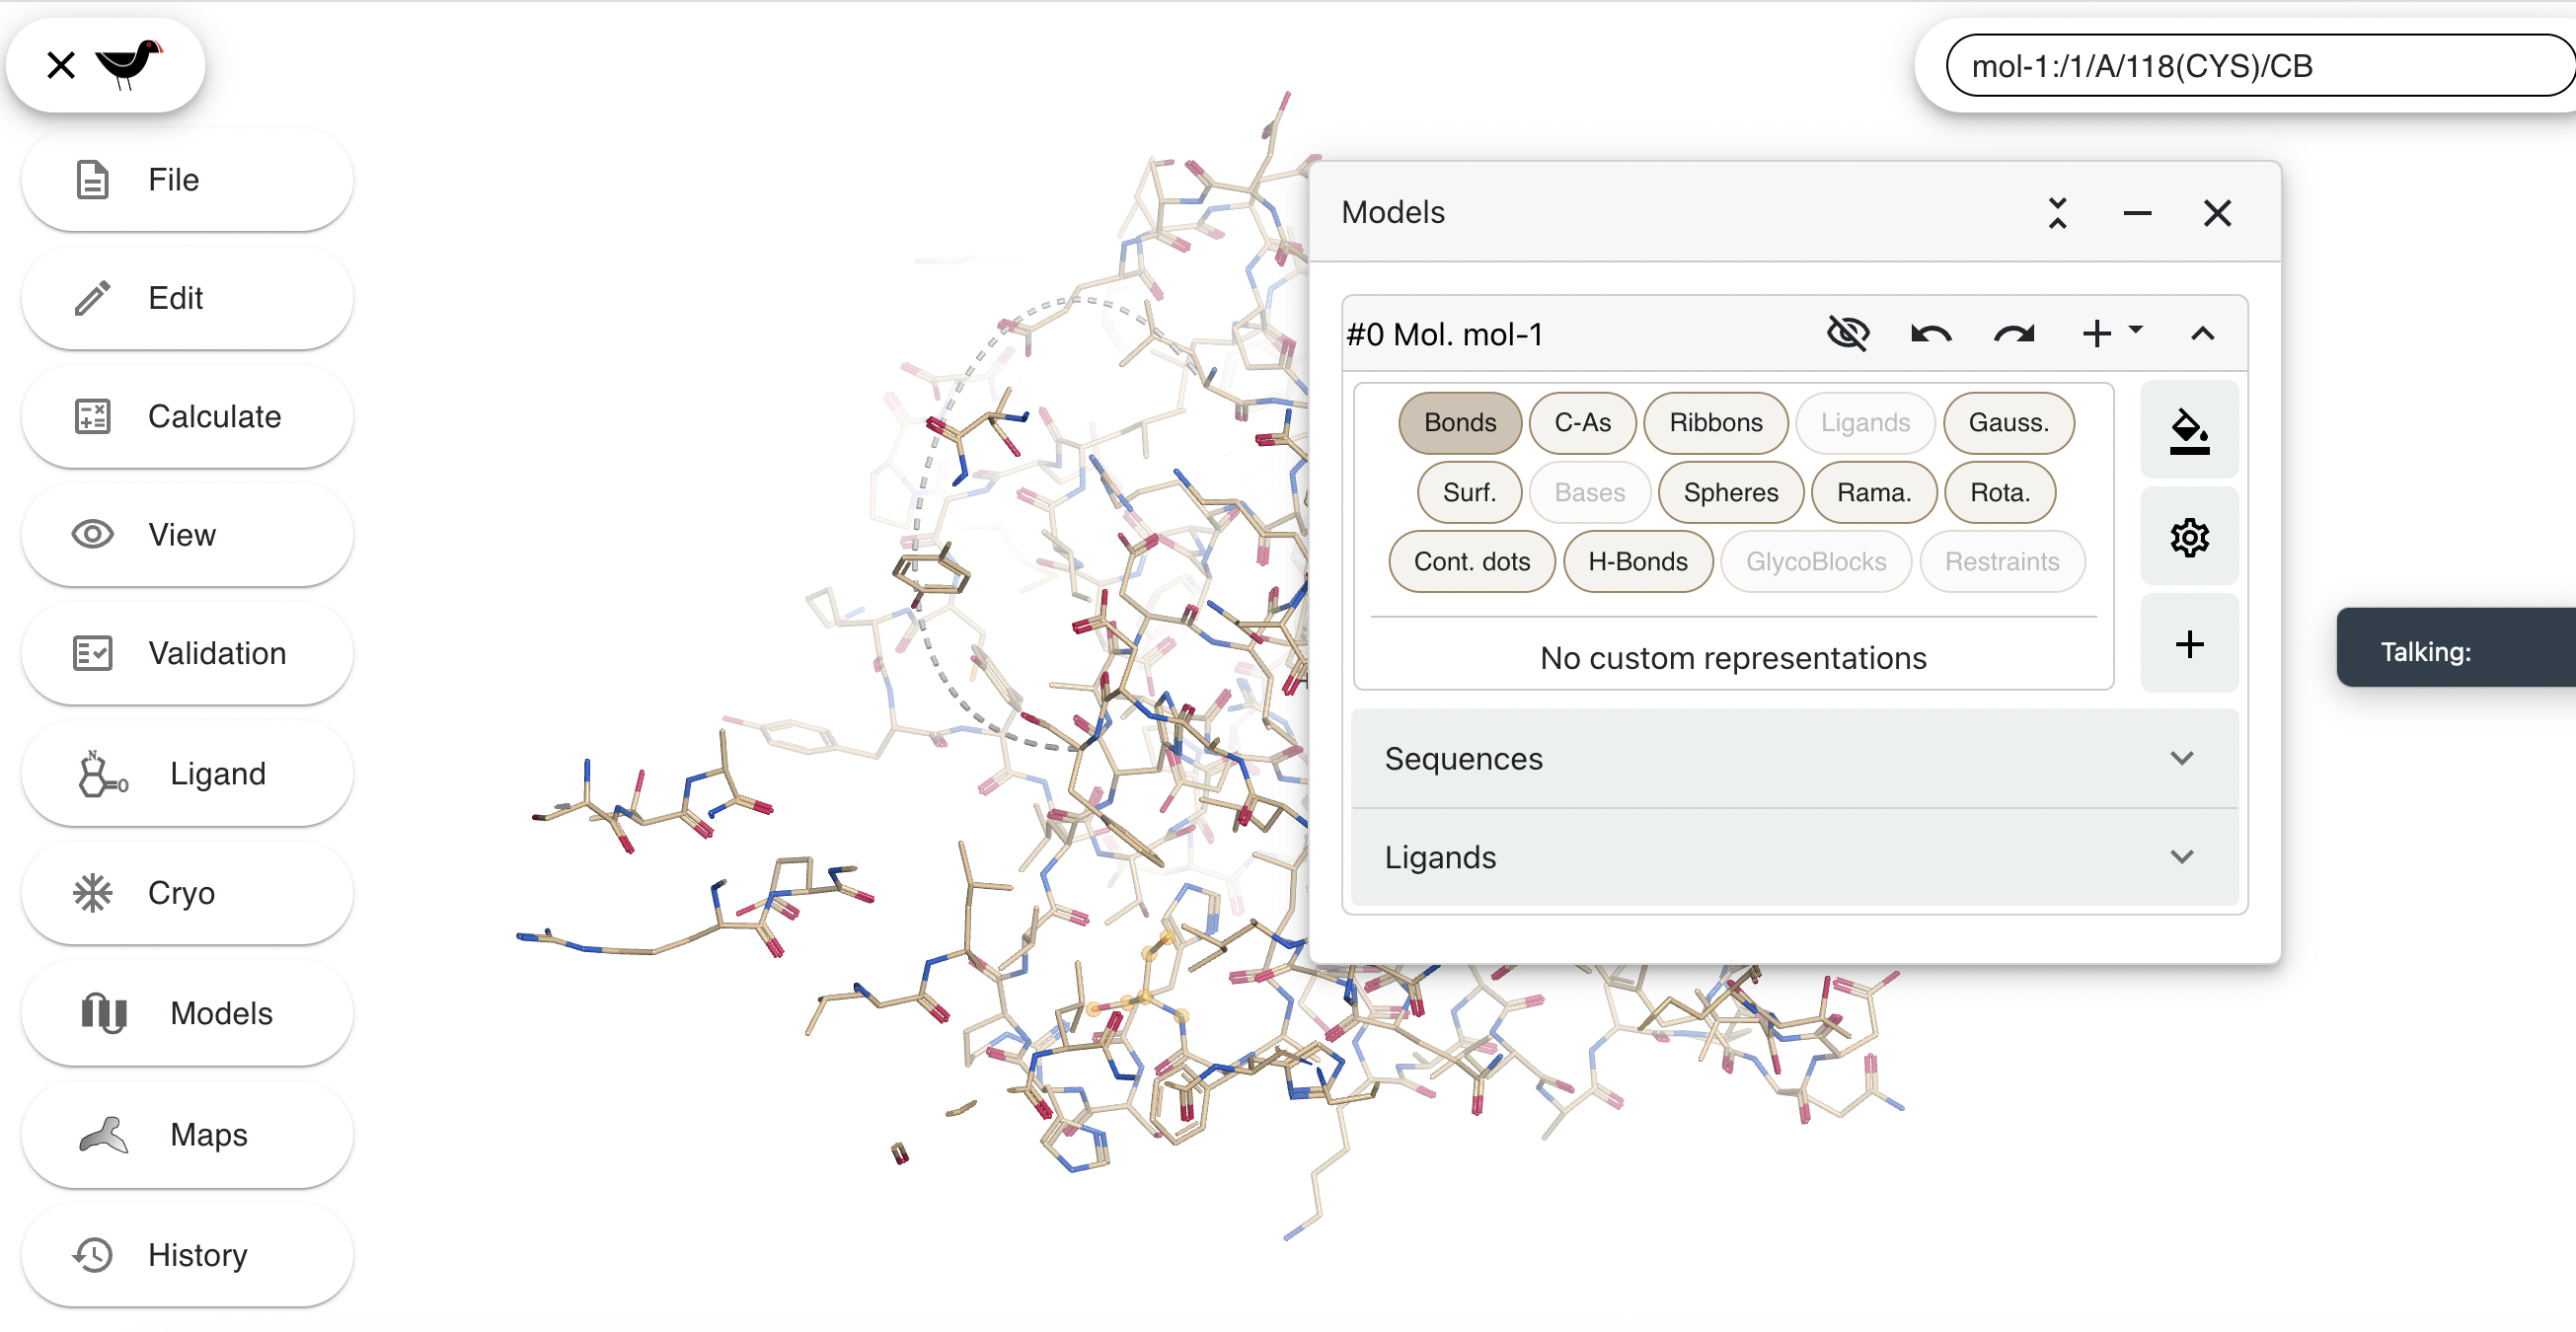 mol-1:/1/A/118(CYS)/CB
File
Edit
Calculate
View
Validation
N
O
Ligand
Cryo
Models
Maps
History
Models
#0 Mol. mol-1
Bonds C-As Ribbons Ligands Gauss.
Surf. Bases Spheres Rama. Rota.
Cont. dots H-Bonds GlycoBlocks Restraints
No custom representations
Sequences
Ligands
Talking: